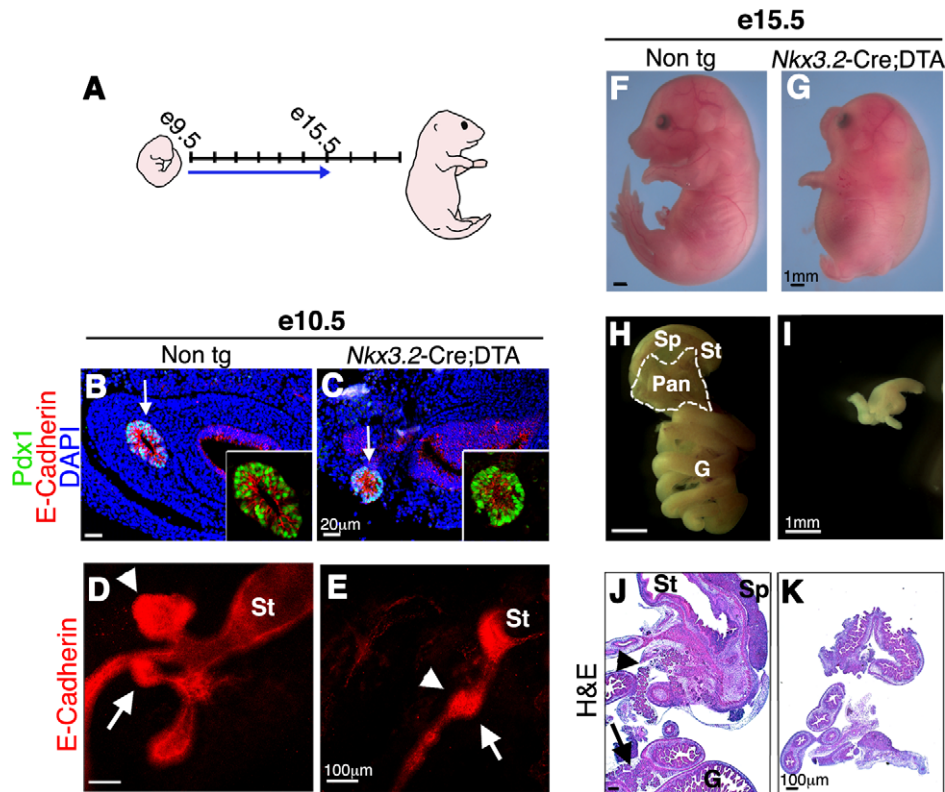 A
e9.5
e15.5
e15.5
Non tg
Nkx3.2-Cre;DTA
F
G
1mm
H
Sp
St
Pan
G
I
1mm
e10.5
Non tg
Nkx3.2-Cre;DTA
Pdx1
E-Cadherin
DAPI
B
C
20µm
E-Cadherin
D
St
E
St
100µm
H&E
J
St
Sp
G
K
100µm